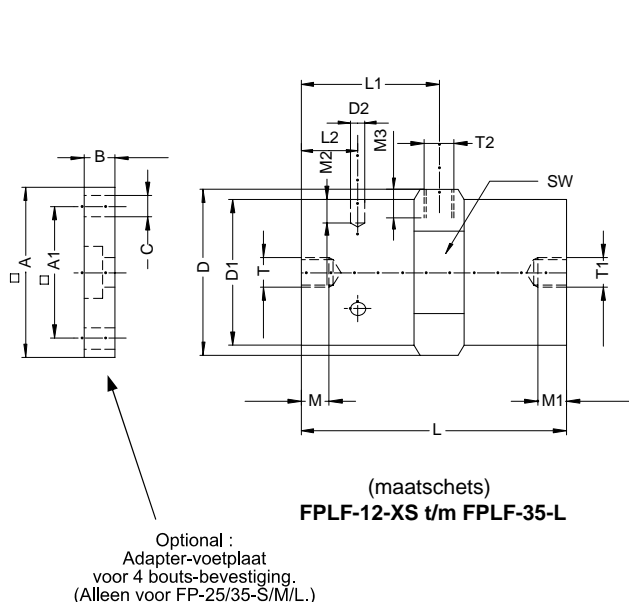 L1
D2
L2
M2
M3
T2
SW
B
□ A
□ A1
C
D
D1
T
T1
M
M1
L
(maatschets)
FPLF-12-XS t/m FPLF-35-L
Optional :
Adapter-voetplaat
voor 4 bouts-bevestiging.
(Alleen voor FP-25/35-S/M/L.)